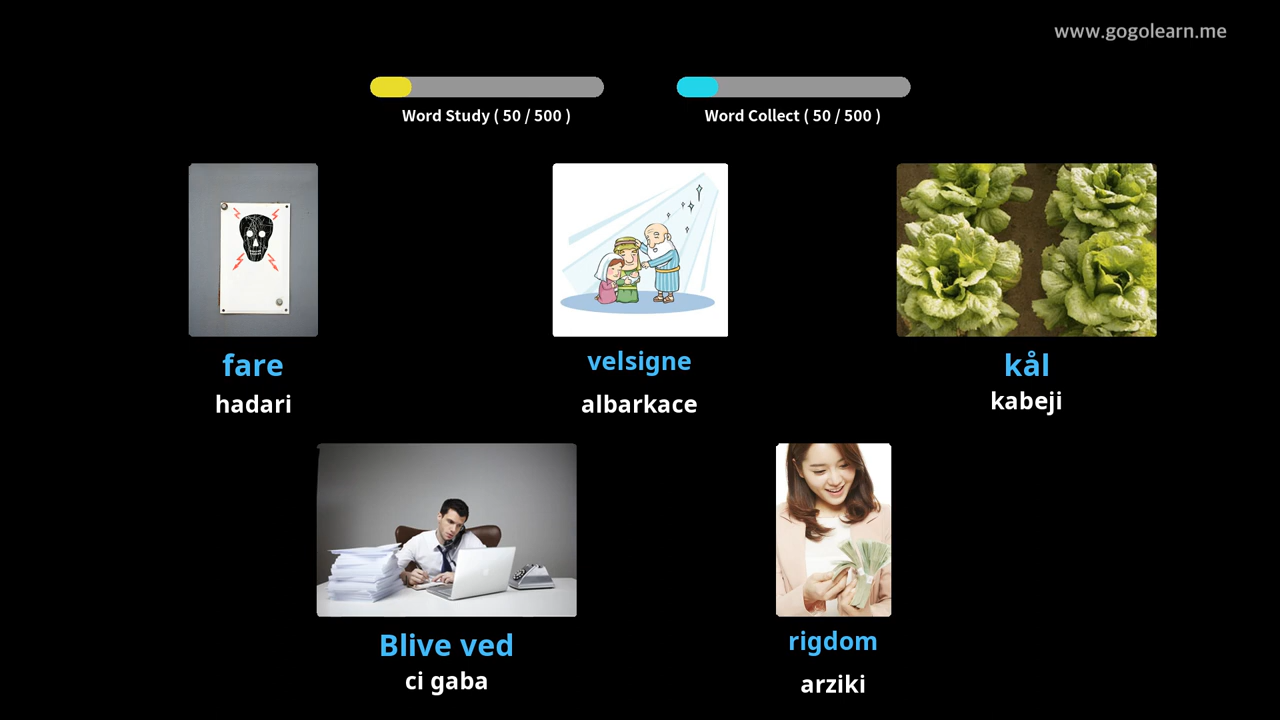 www.gogolearn.me
Word Study ( 50 / 500 )
Word Collect ( 50 / 500 )
fare
hadari
velsigne
albarkace
kål
kabeji
Blive ved
ci gaba
rigdom
arziki